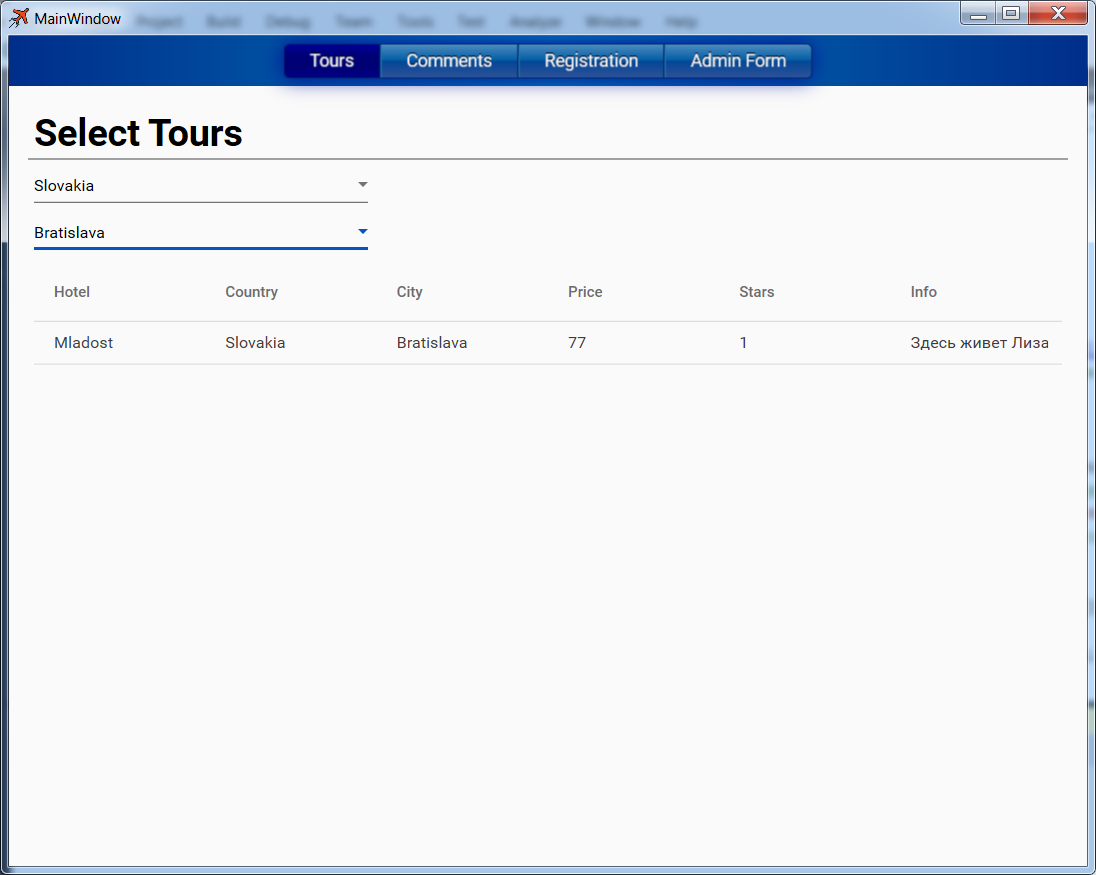 MainWindow Project Build Debug Team Tools Test Analyze Window Help
Tours Comments Registration Admin Form
Select Tours
Slovakia
Bratislava
Hotel Country City Price Stars Info
Mladost Slovakia Bratislava 77 1 Здесь живет Лиза